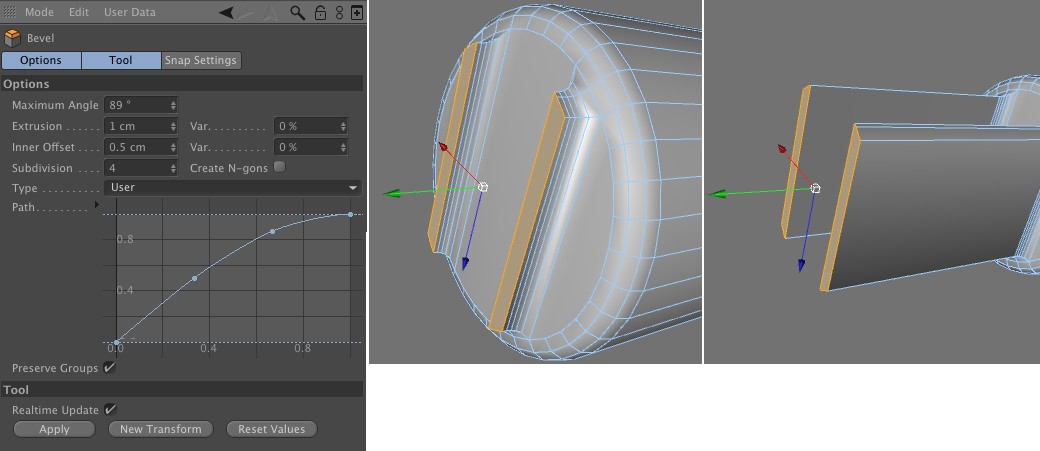 Mode Edit User Data
Bevel
Options Tool Snap Settings
Options
Maximum Angle 89 °
Extrusion ...... 1 cm Var. ......... 0 %
Inner Offset ... 0.5 cm Var. ......... 0 %
Subdivision .... 4 Create N-gons
Type ........... User
Path ...........
0.8
0.4
0.0 0.4 0.8
Preserve Groups
Tool
Realtime Update
Apply New Transform Reset Values